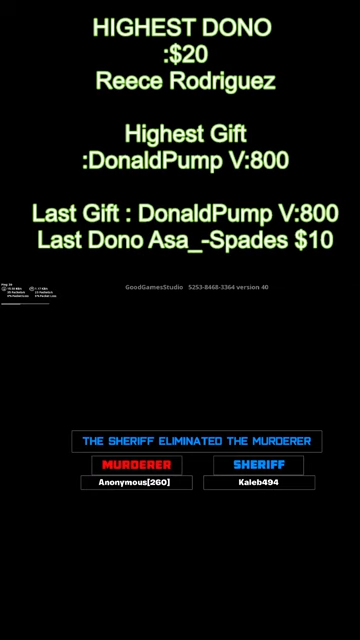 HIGHEST DONO
:$20
Reece Rodriguez
Highest Gift
:DonaldPump V:800
Last Gift : DonaldPump V:800
Last Dono Asa_-Spades $10
GoodGamesStudio 5253-8468-3364 version 40
THE SHERIFF ELIMINATED THE MURDERER
MURDERER SHERIFF
Anonymous[260] Kaleb494